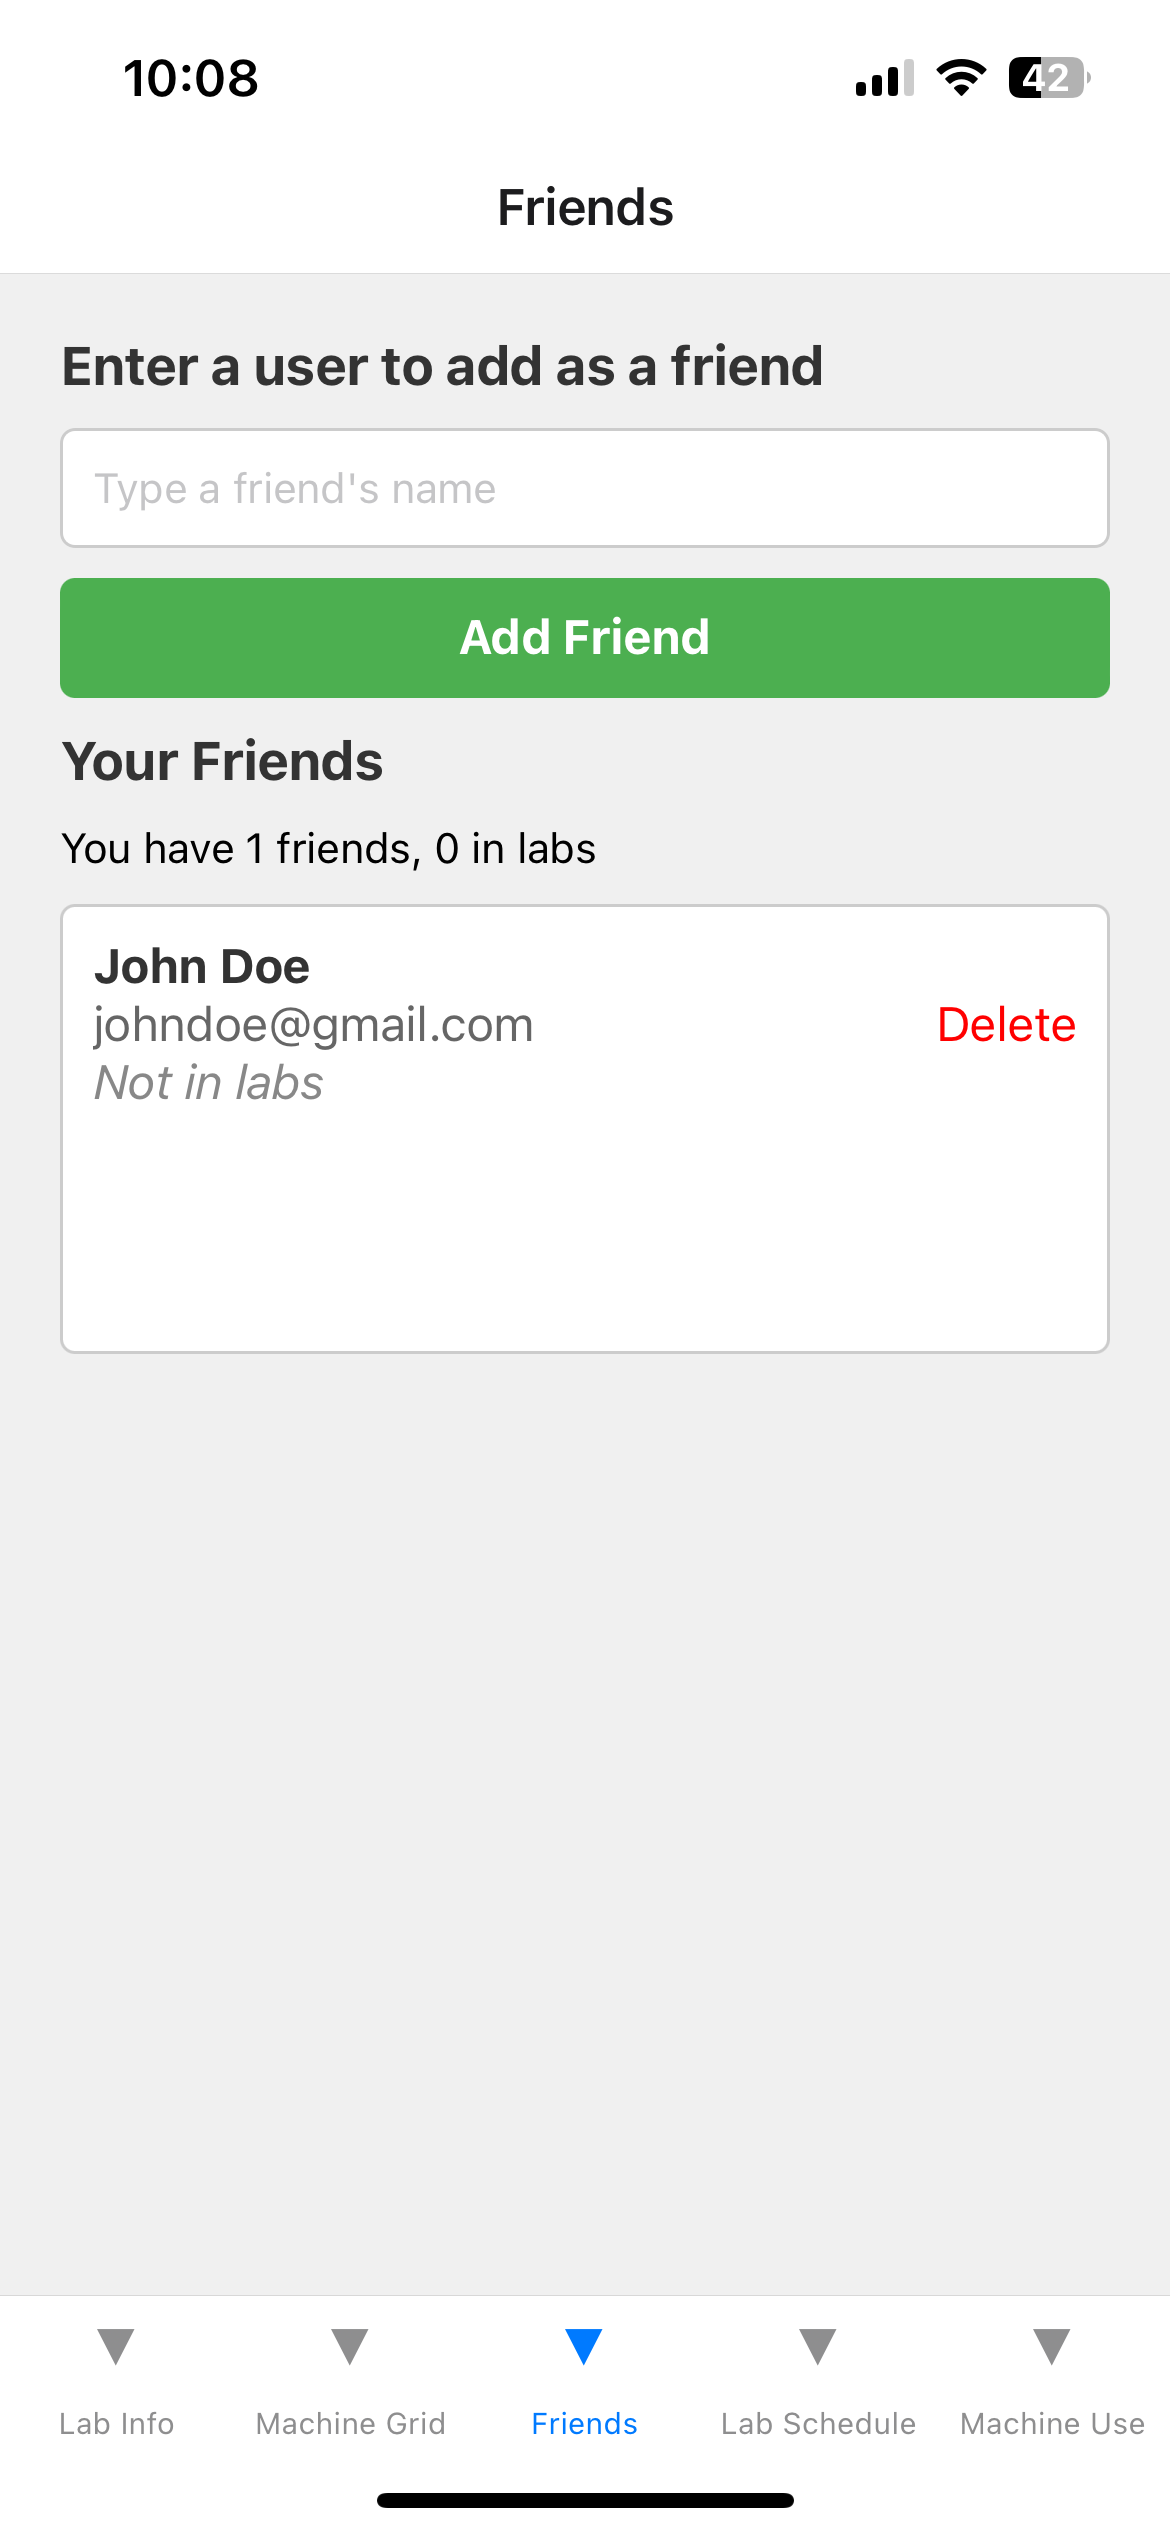 10:08
42
Friends
Enter a user to add as a friend
Type a friend's name
Add Friend
Your Friends
You have 1 friends, 0 in labs
John Doe
johndoe@gmail.com
Delete
Not in labs
Lab Info
Machine Grid
Friends
Lab Schedule
Machine Use